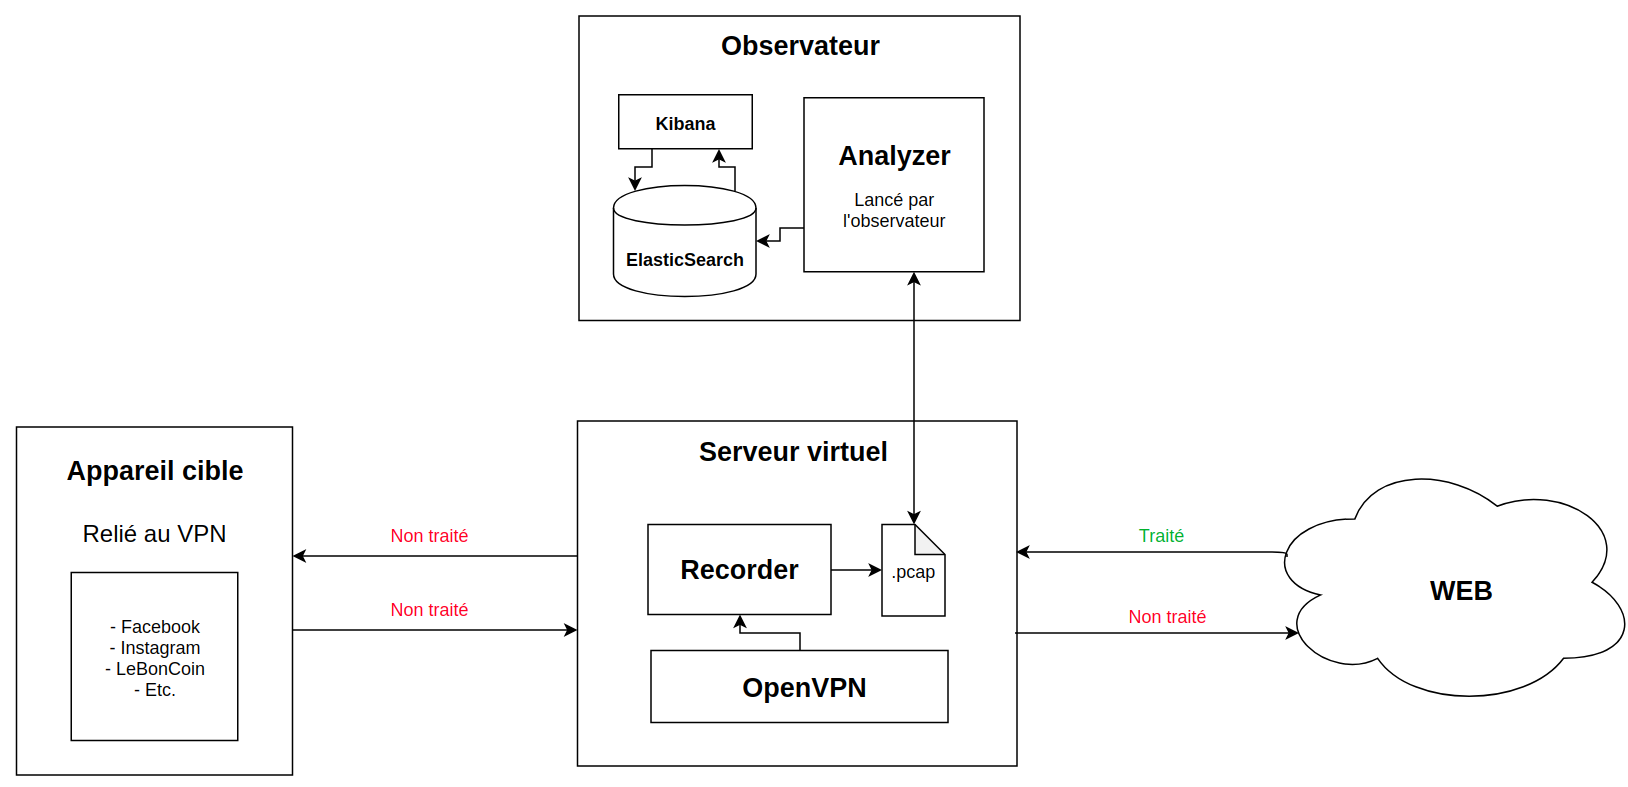 Observateur
Kibana
ElasticSearch
Analyzer
Lancé par
l'observateur
Appareil cible
Relié au VPN
- Facebook
- Instagram
- LeBonCoin
- Etc.
Non traité
Non traité
Serveur virtuel
Recorder
.pcap
OpenVPN
Traité
Non traité
WEB